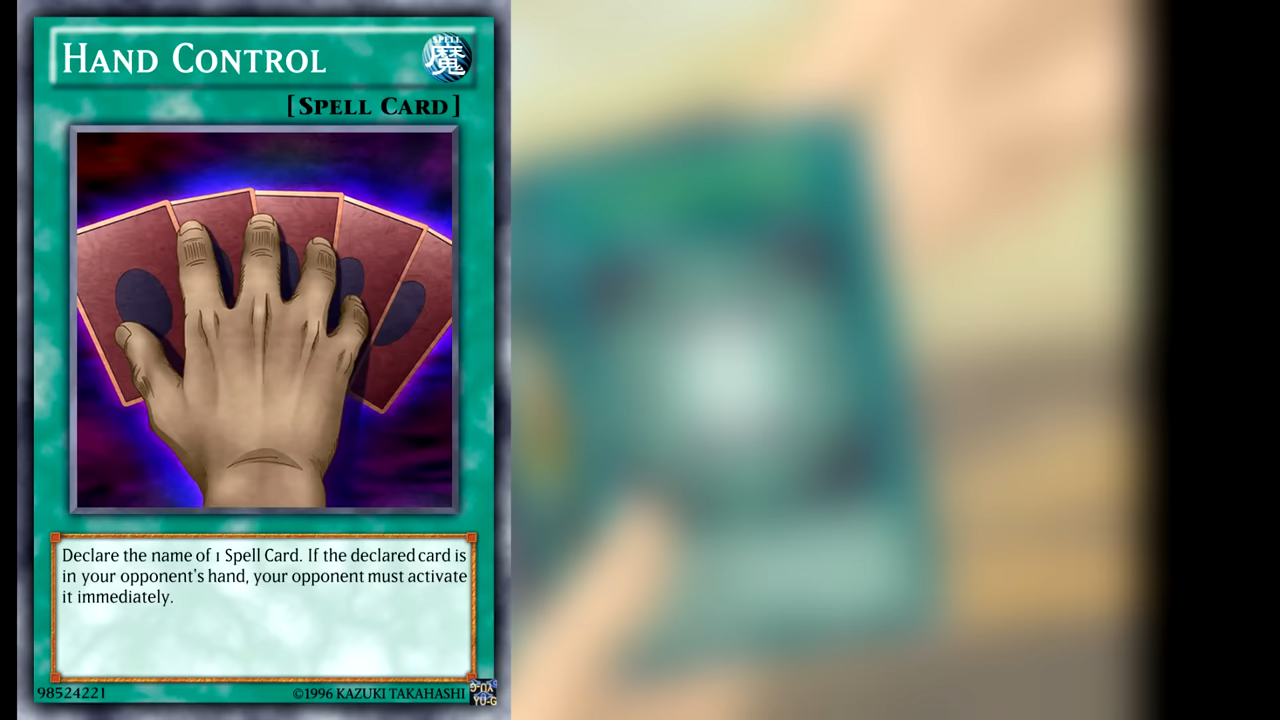 HAND CONTROL
SPELL
魔
[SPELL CARD]
Declare the name of 1 Spell Card. If the declared card is
in your opponent's hand, your opponent must activate
it immediately.
98524221
©1996 KAZUKI TAKAHASHI